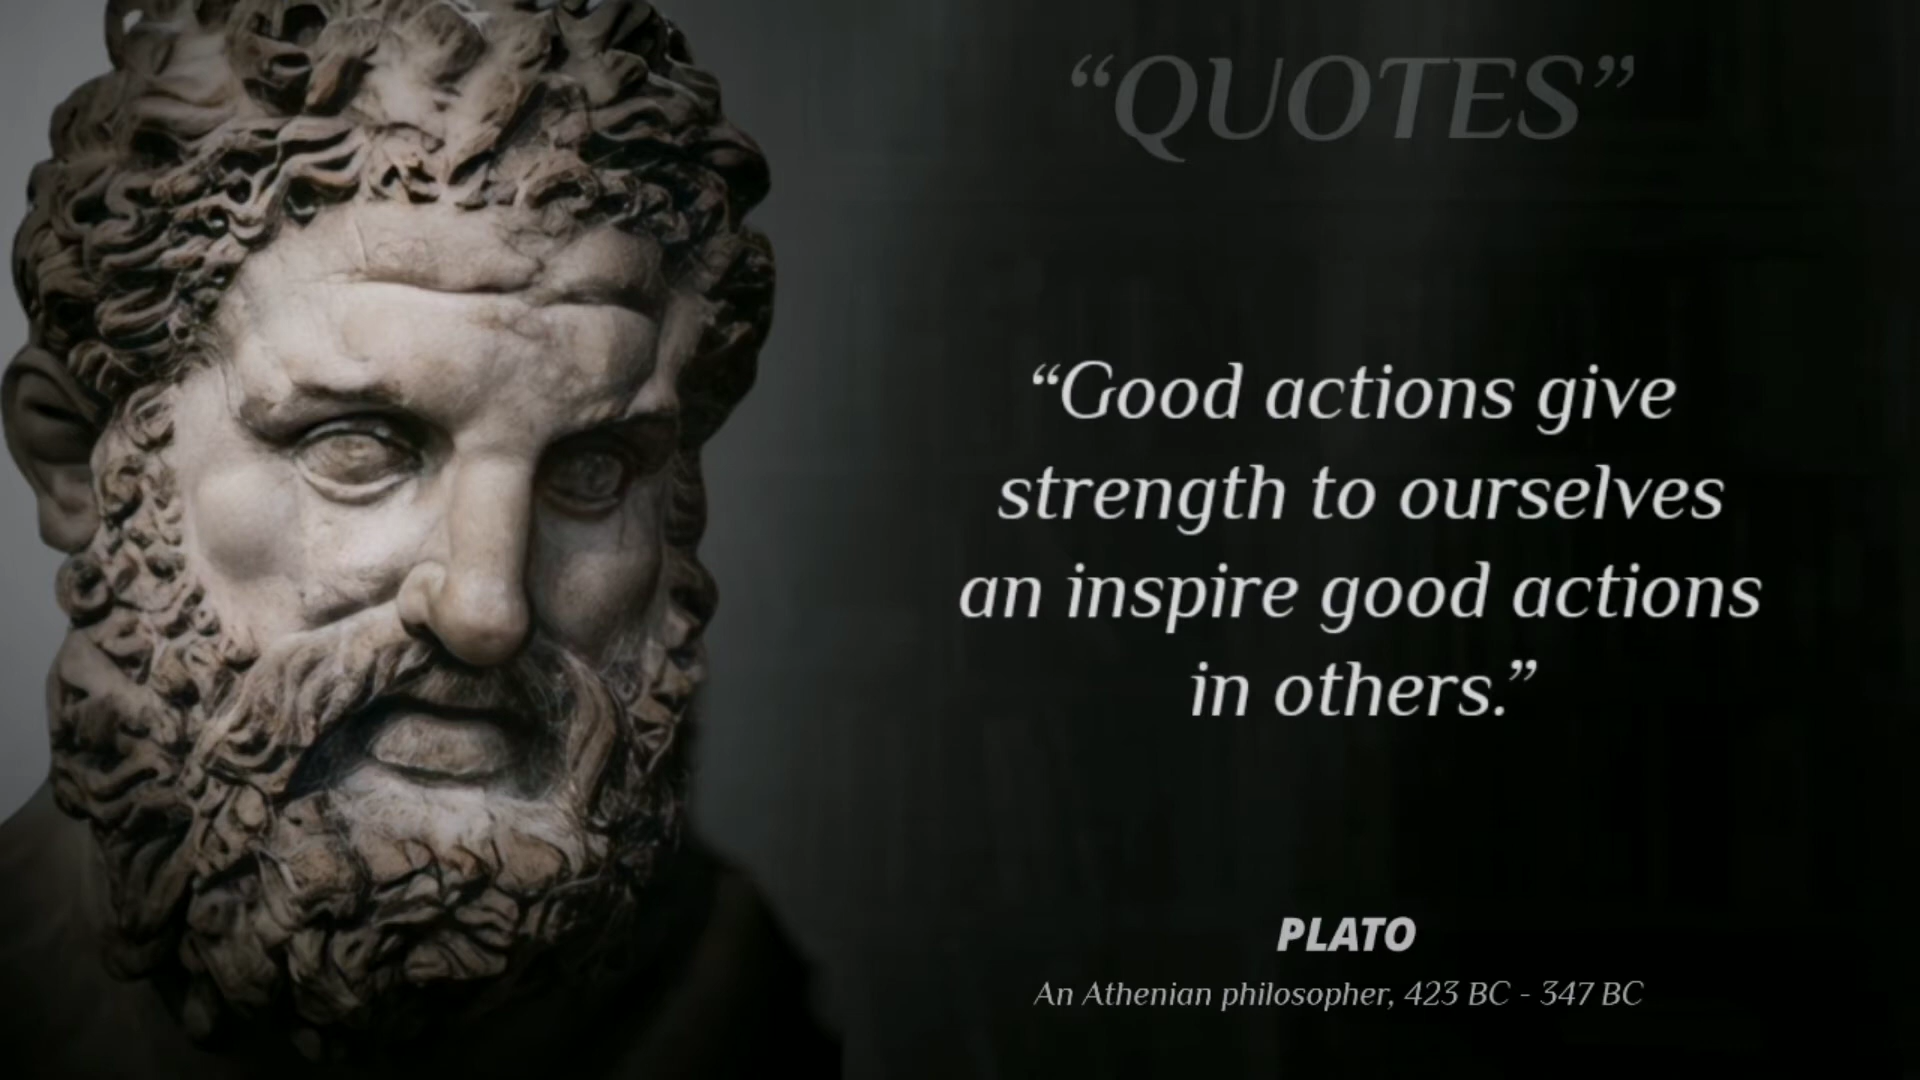 “QUOTES”
“Good actions give
strength to ourselves
an inspire good actions
in others.”
PLATO
An Athenian philosopher, 423 BC - 347 BC